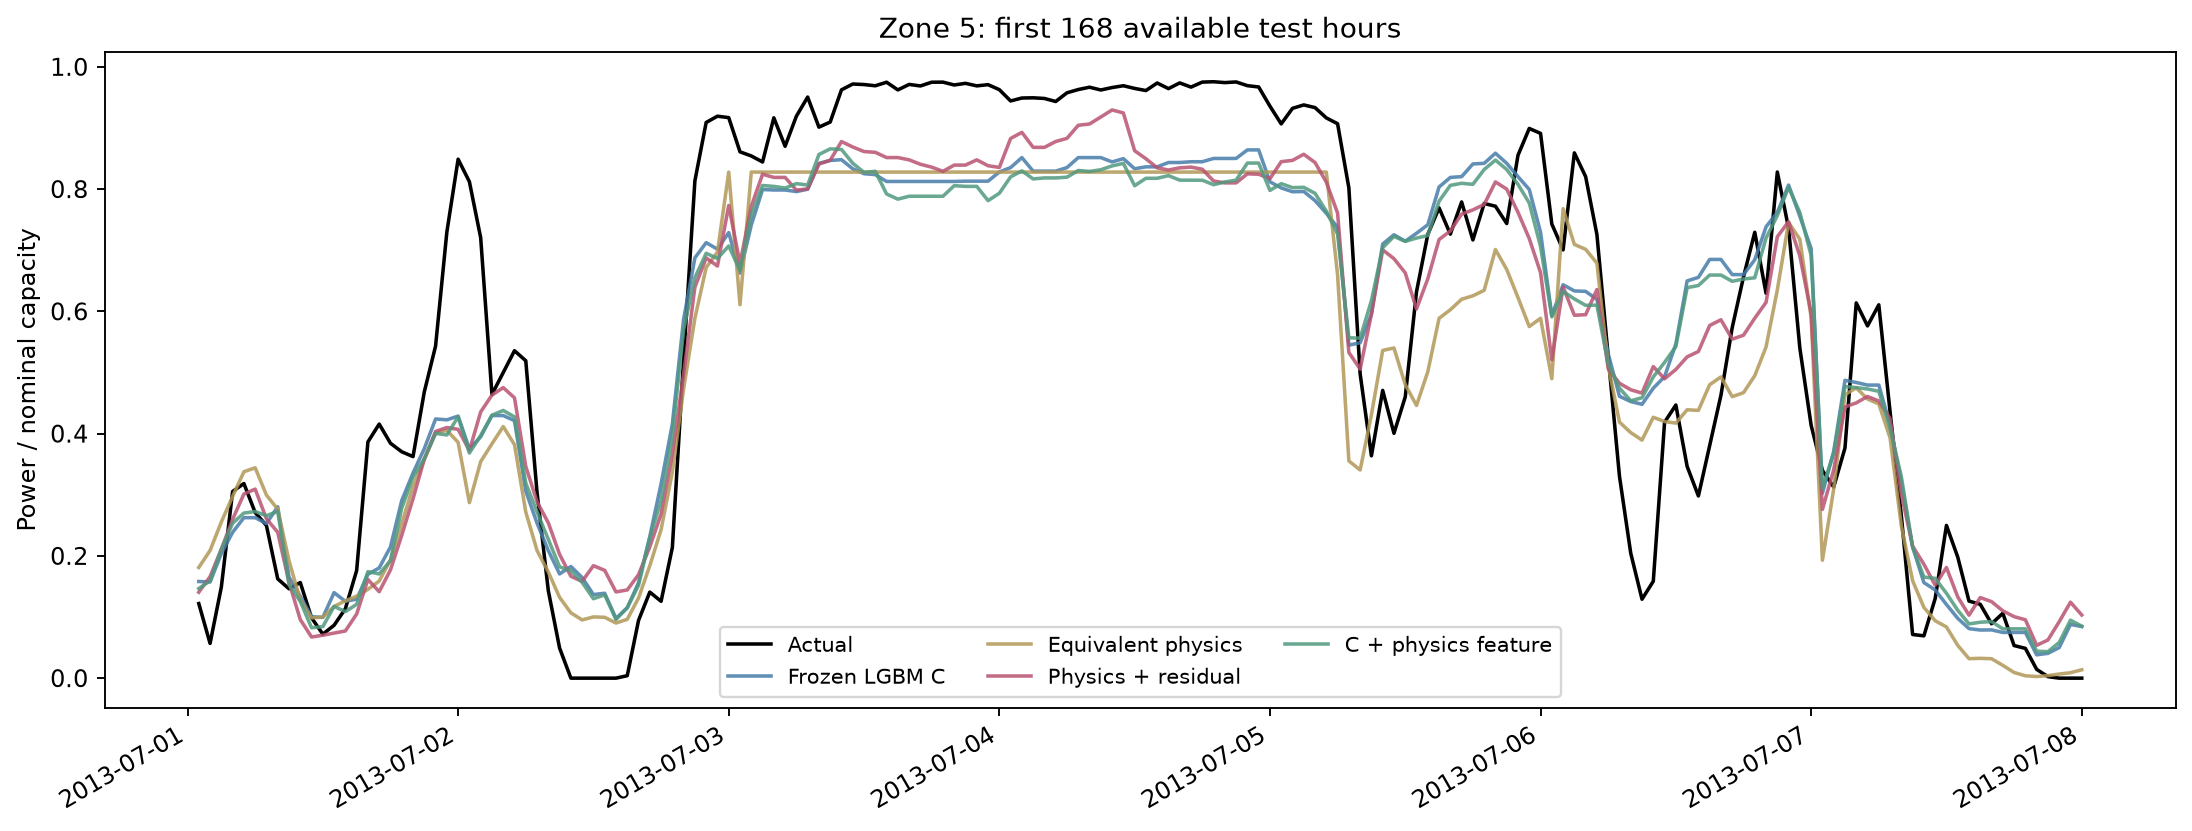 Zone 5: first 168 available test hours
Power / nominal capacity
1.0
0.8
0.6
0.4
0.2
0.0
Actual
Frozen LGBM C
Equivalent physics
Physics + residual
C + physics feature
2013-07-01
2013-07-02
2013-07-03
2013-07-04
2013-07-05
2013-07-06
2013-07-07
2013-07-08